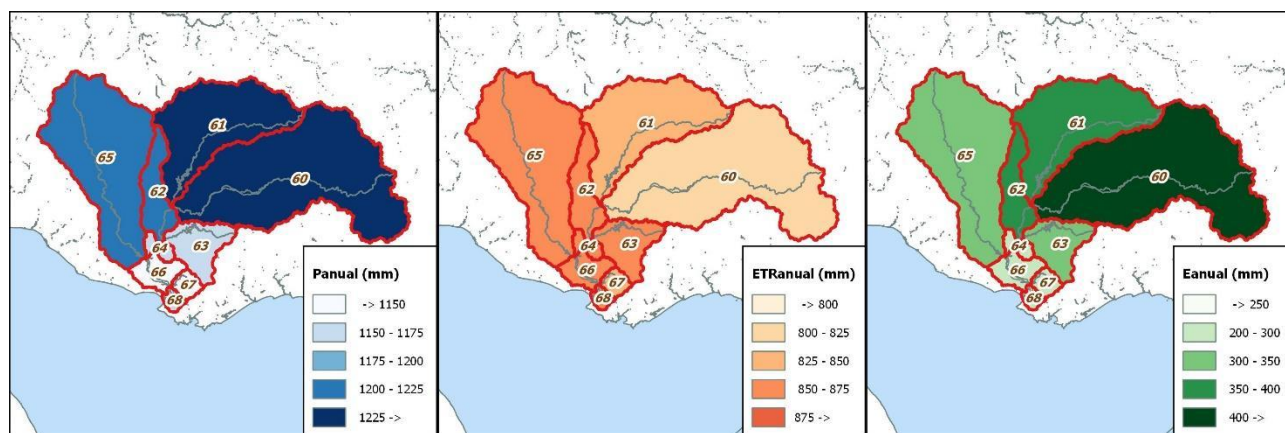 61
65
60
62
64
63
66
67
68
Panual (mm)
-> 1150
1150 - 1175
1175 - 1200
1200 - 1225
1225 ->
61
65
60
62
64
63
66
67
68
ETRanual (mm)
-> 800
800 - 825
825 - 850
850 - 875
875 ->
61
65
60
62
64
63
66
67
68
Eanual (mm)
-> 250
200 - 300
300 - 350
350 - 400
400 ->